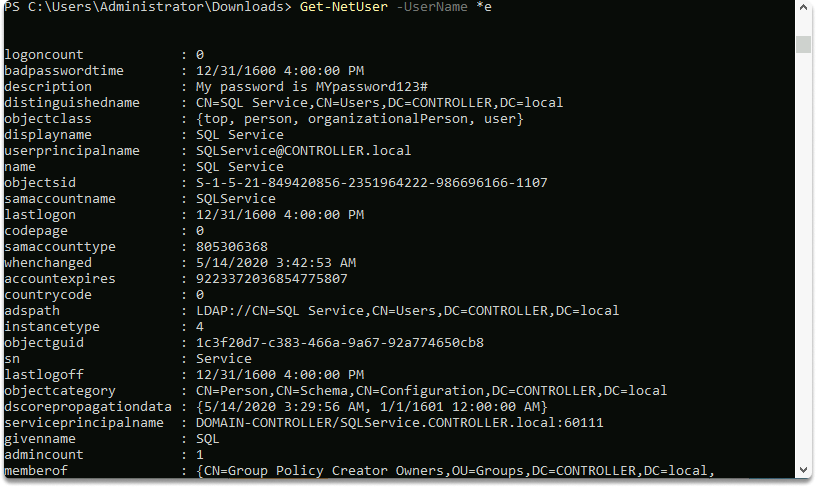 PS C:\Users\Administrator\Downloads> Get-NetUser -UserName *e
logoncount : 0
badpasswordtime : 12/31/1600 4:00:00 PM
description : My password is MYpassword123#
distinguishedname : CN=SQL Service,CN=Users,DC=CONTROLLER,DC=local
objectclass : {top, person, organizationalPerson, user}
displayname : SQL Service
userprincipalname : SQLService@CONTROLLER.local
name : SQL Service
objectsid : S-1-5-21-849420856-2351964222-986696166-1107
samaccountname : SQLService
lastlogon : 12/31/1600 4:00:00 PM
codepage : 0
samaccounttype : 805306368
whenchanged : 5/14/2020 3:42:53 AM
accountexpires : 9223372036854775807
countrycode : 0
adspath : LDAP://CN=SQL Service,CN=Users,DC=CONTROLLER,DC=local
instancetype : 4
objectguid : 1c3f20d7-c383-466a-9a67-92a774650cb8
sn : Service
lastlogoff : 12/31/1600 4:00:00 PM
objectcategory : CN=Person,CN=Schema,CN=Configuration,DC=CONTROLLER,DC=local
dscorepropagationdata : {5/14/2020 3:29:56 AM, 1/1/1601 12:00:00 AM}
serviceprincipalname : DOMAIN-CONTROLLER/SQLService.CONTROLLER.local:60111
givenname : SQL
admincount : 1
memberof : {CN=Group Policy Creator Owners,OU=Groups,DC=CONTROLLER,DC=local,